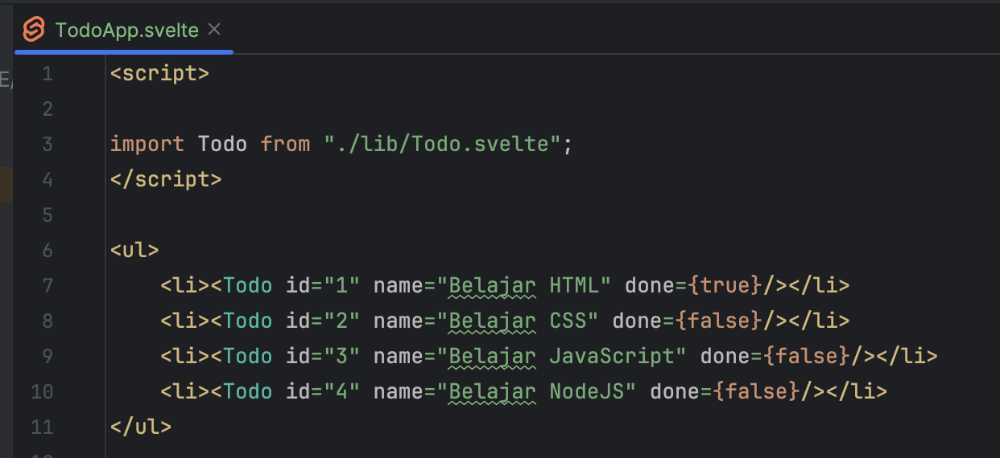 TodoApp.svelte ×
E/
1 <script>
2
3 import Todo from "./lib/Todo.svelte";
4 </script>
5
6 <ul>
7     <li><Todo id="1" name="Belajar HTML" done={true}/></li>
8     <li><Todo id="2" name="Belajar CSS" done={false}/></li>
9     <li><Todo id="3" name="Belajar JavaScript" done={false}/></li>
10     <li><Todo id="4" name="Belajar NodeJS" done={false}/></li>
11 </ul>